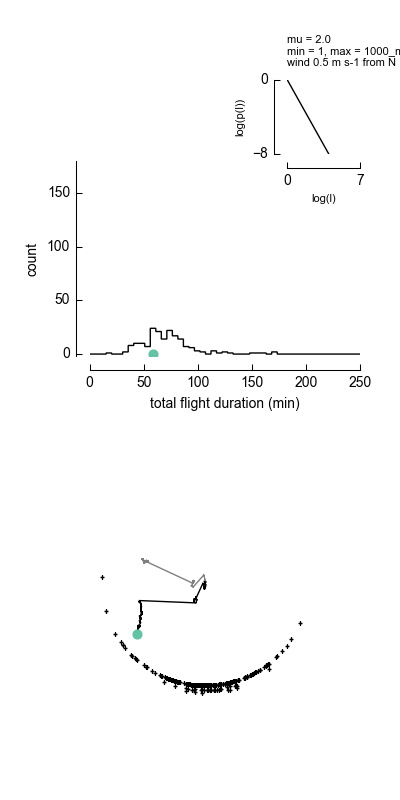 mu = 2.0
min = 1, max = 1000_m
wind 0.5 m s-1 from N
0
log(p(l))
−8
0 7
log(l)
150
100
count
50
0
0 50 100 150 200 250
total flight duration (min)